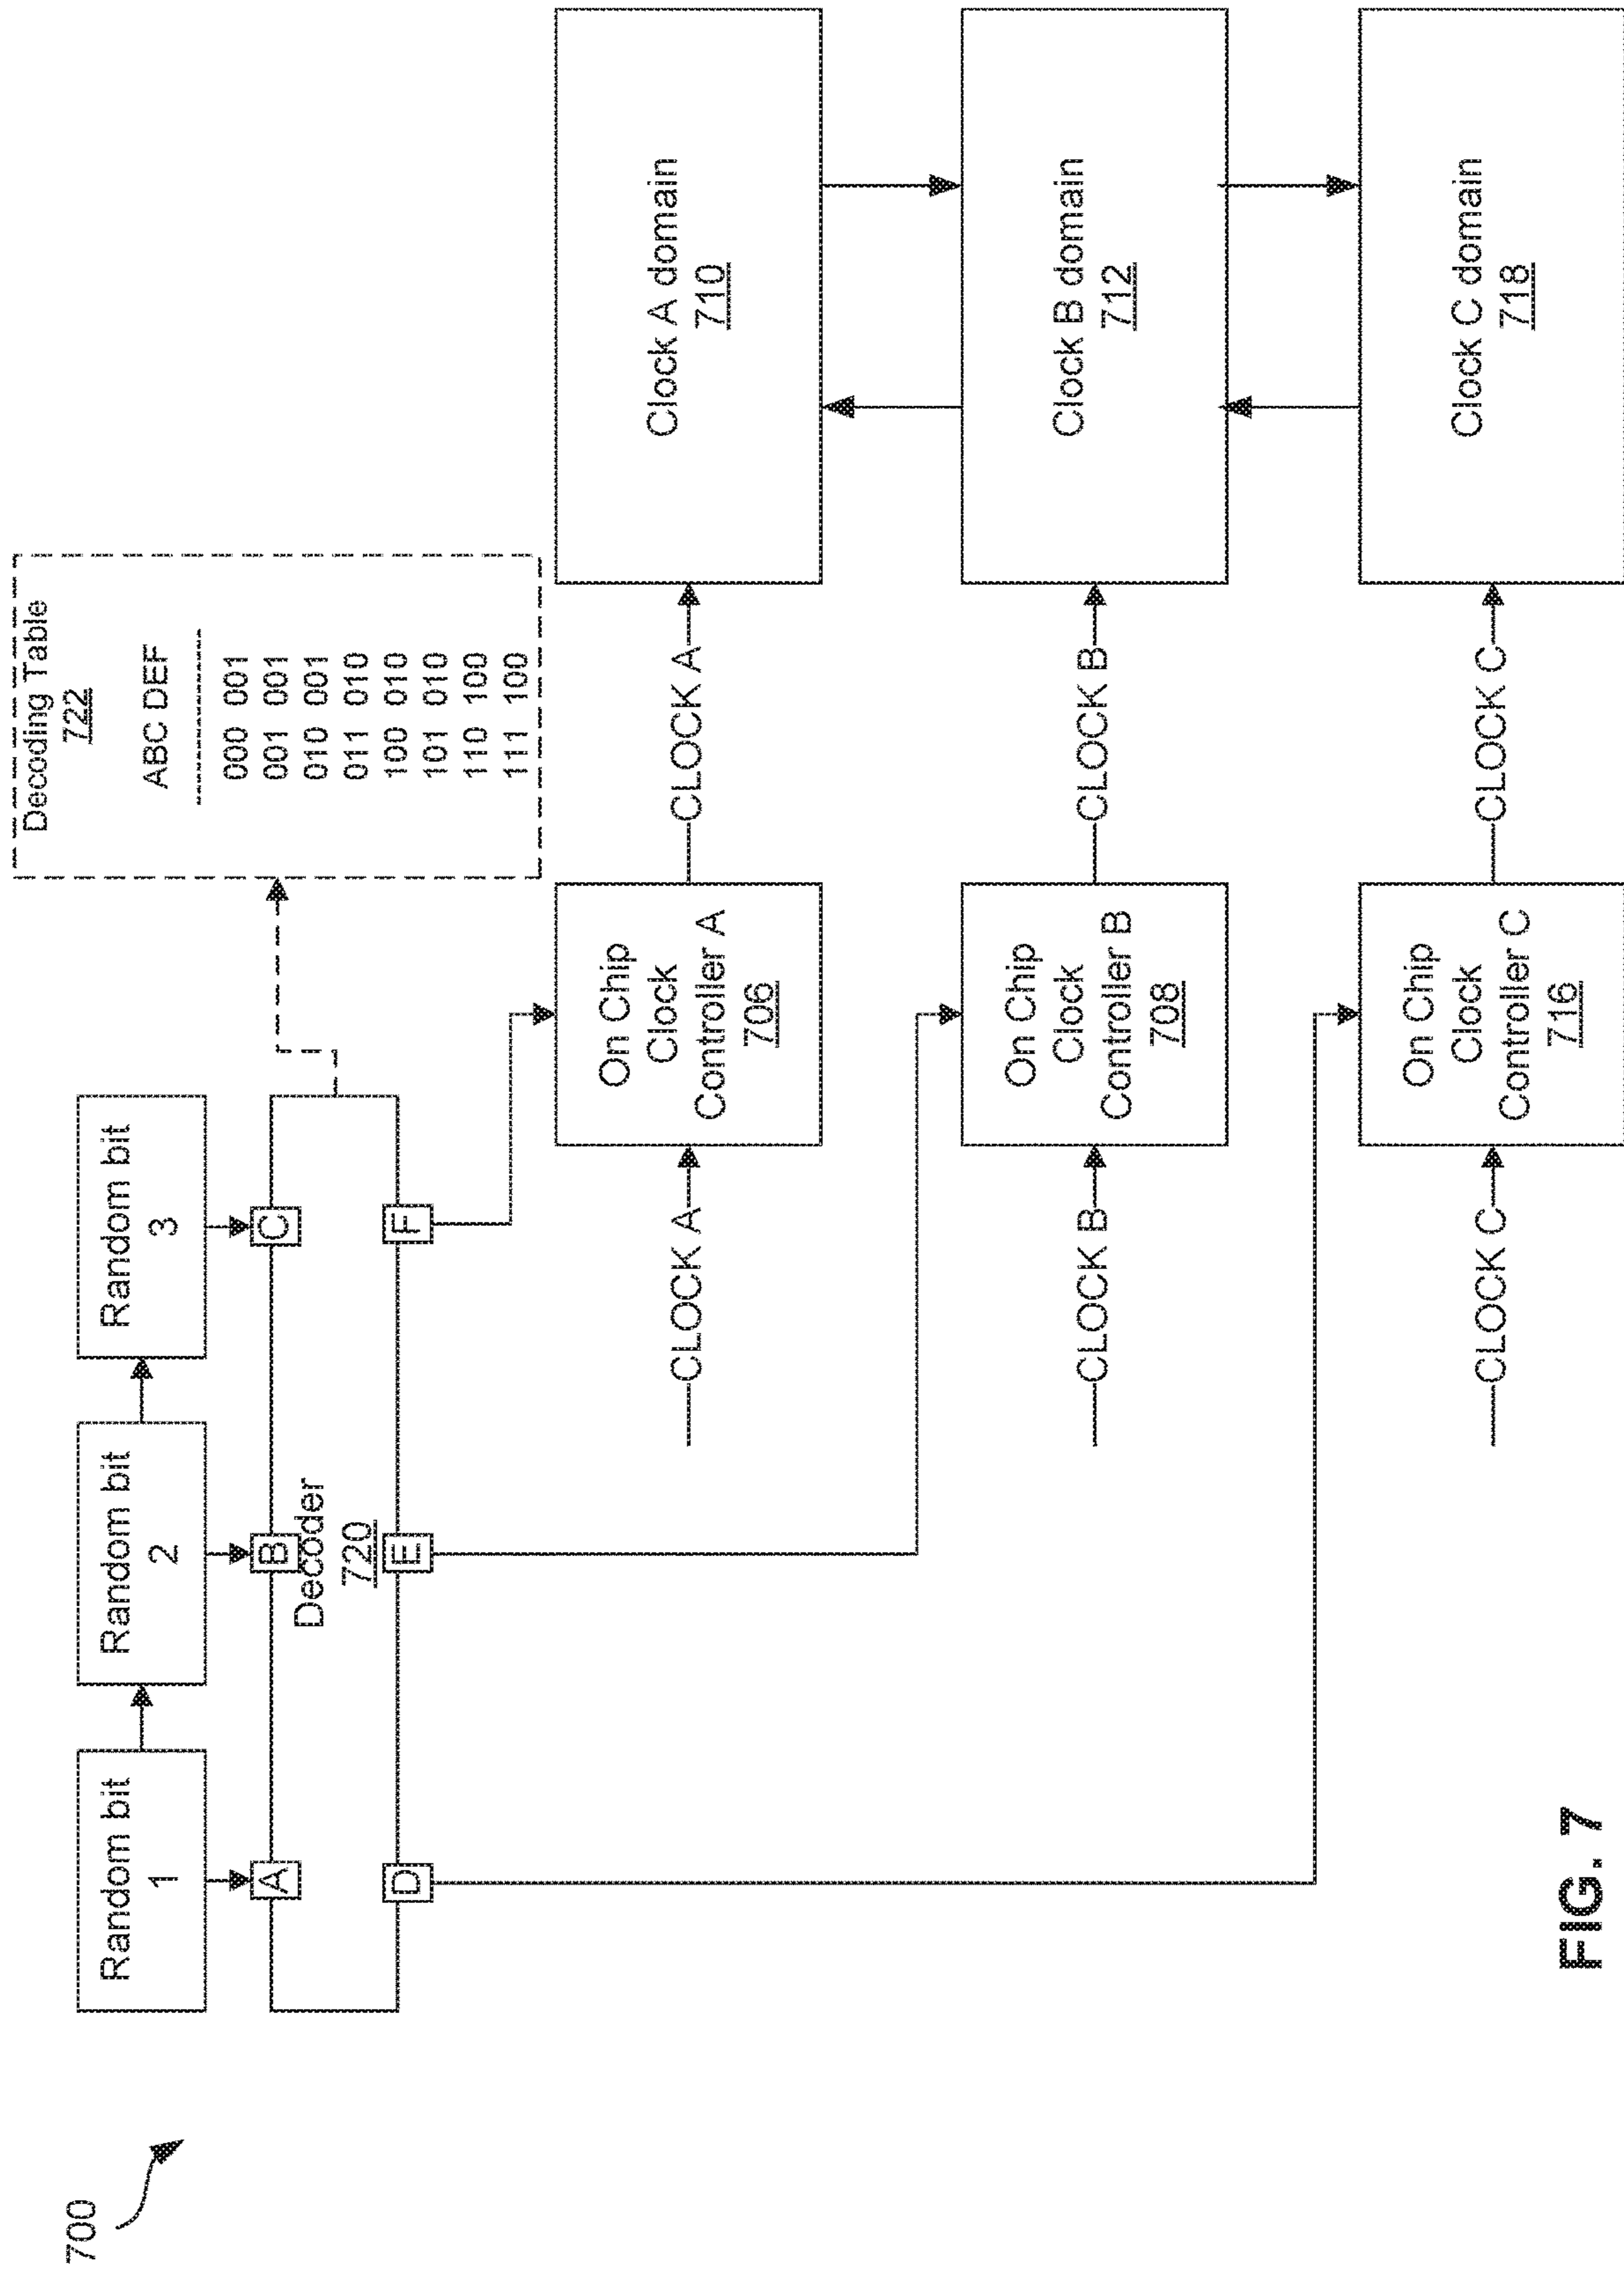 700
Random bit
1
Random bit
2
Random bit
3
A
B
C
Decoder
720
D
E
F
Decoding Table
722
ABC DEF
000 001
001 001
010 001
011 010
100 010
101 010
110 100
111 100
CLOCK A
On Chip
Clock
Controller A
706
CLOCK A
Clock A domain
710
CLOCK B
On Chip
Clock
Controller B
708
CLOCK B
Clock B domain
712
CLOCK C
On Chip
Clock
Controller C
716
CLOCK C
Clock C domain
718
FIG. 7